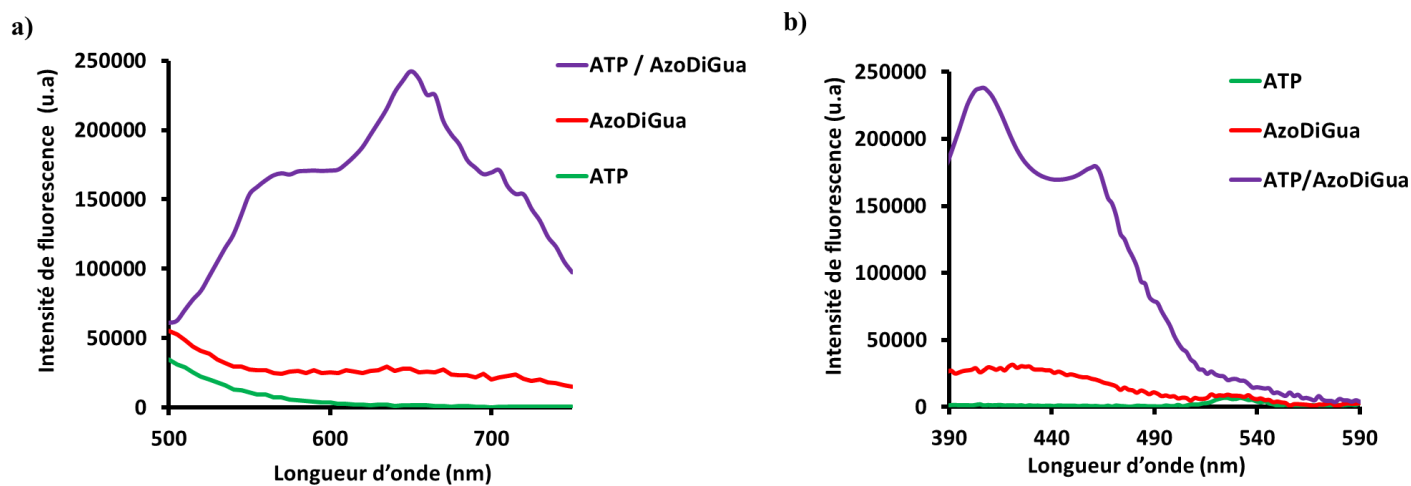 a)
Intensité de fluorescence (u.a)
250000
200000
150000
100000
50000
0
500
600
700
Longueur d'onde (nm)
ATP / AzoDiGua
AzoDiGua
ATP
b)
Intensité de fluorescence (u.a)
250000
200000
150000
100000
50000
0
390
440
490
540
590
Longueur d'onde (nm)
ATP
AzoDiGua
ATP/AzoDiGua